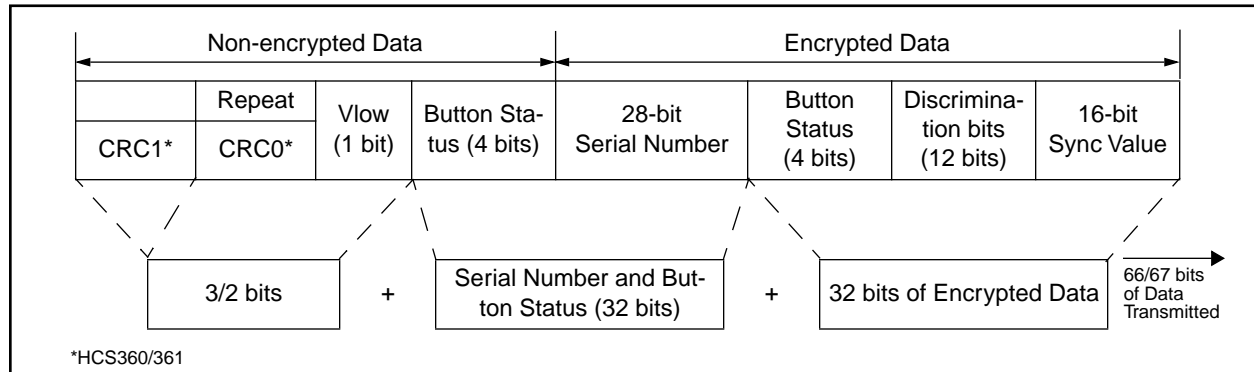 Non-encrypted Data
Encrypted Data
Repeat
CRC1*
CRC0*
Vlow
(1 bit)
Button Sta-
tus (4 bits)
28-bit
Serial Number
Button
Status
(4 bits)
Discrimina-
tion bits
(12 bits)
16-bit
Sync Value
3/2 bits
+
Serial Number and But-
ton Status (32 bits)
+
32 bits of Encrypted Data
66/67 bits
of Data
Transmitted
*HCS360/361